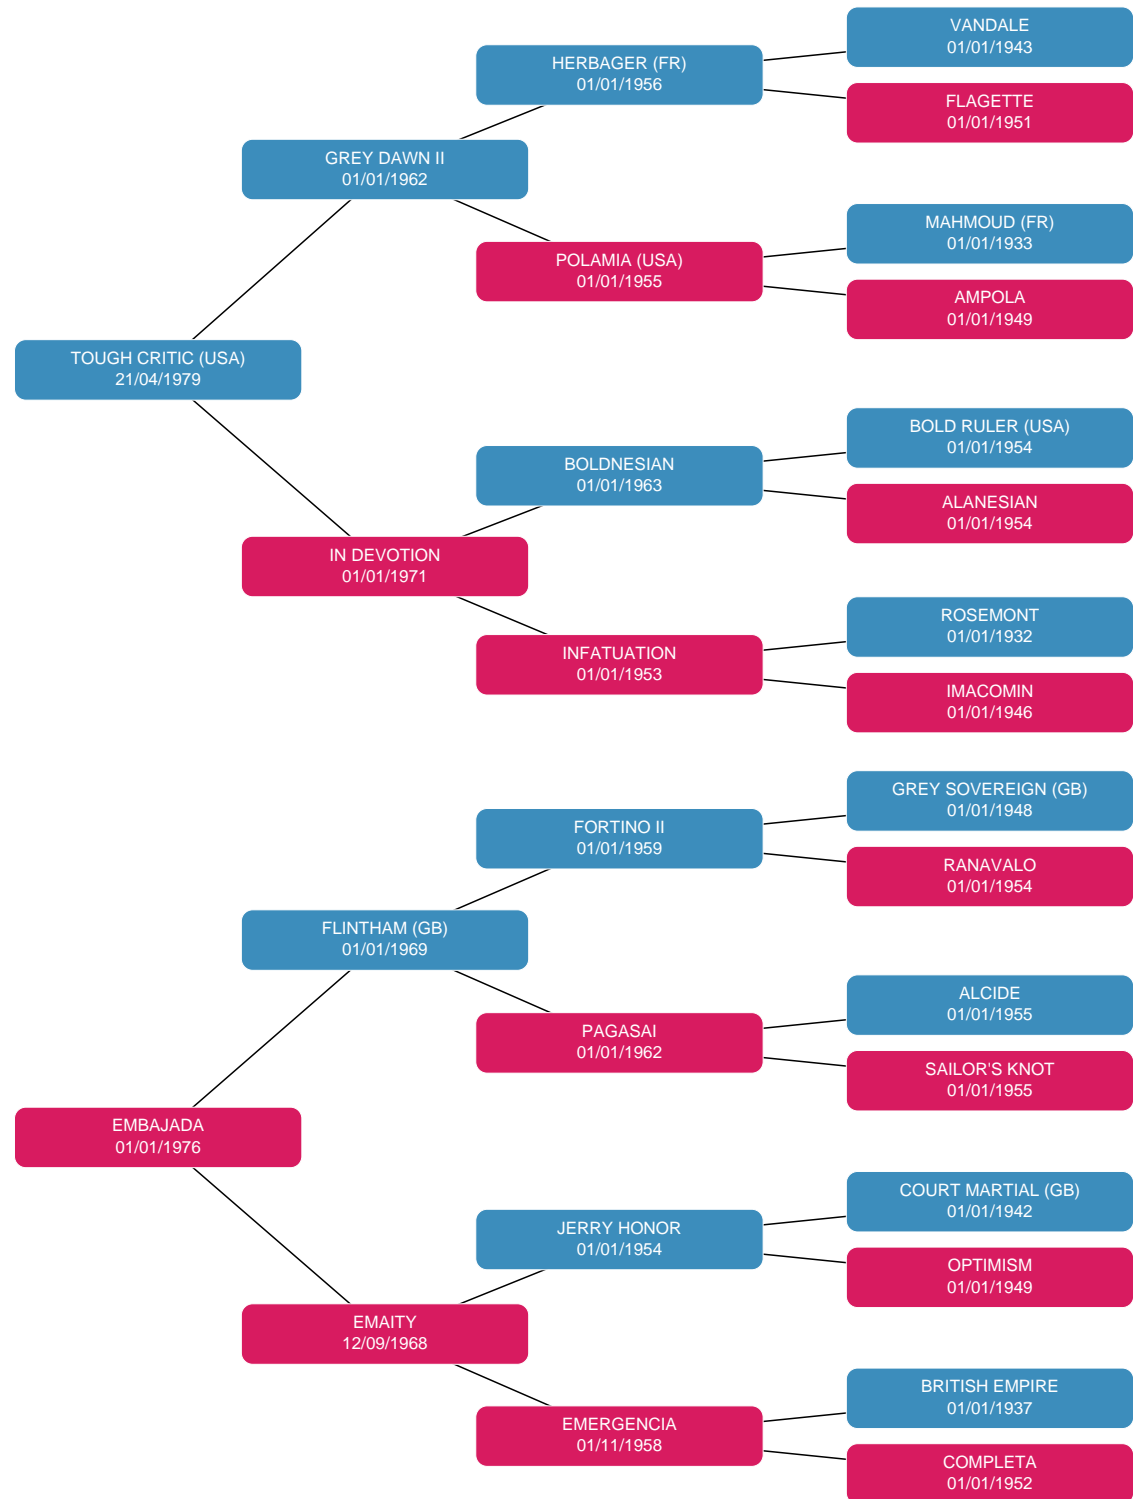 VANDALE
01/01/1943
HERBAGER (FR)
01/01/1956
FLAGETTE
01/01/1951
GREY DAWN II
01/01/1962
MAHMOUD (FR)
01/01/1933
POLAMIA (USA)
01/01/1955
AMPOLA
01/01/1949
TOUGH CRITIC (USA)
21/04/1979
BOLD RULER (USA)
01/01/1954
BOLDNESIAN
01/01/1963
ALANESIAN
01/01/1954
IN DEVOTION
01/01/1971
ROSEMONT
01/01/1932
INFATUATION
01/01/1953
IMACOMIN
01/01/1946
GREY SOVEREIGN (GB)
01/01/1948
FORTINO II
01/01/1959
RANAVALO
01/01/1954
FLINTHAM (GB)
01/01/1969
ALCIDE
01/01/1955
PAGASAI
01/01/1962
SAILOR'S KNOT
01/01/1955
EMBAJADA
01/01/1976
COURT MARTIAL (GB)
01/01/1942
JERRY HONOR
01/01/1954
OPTIMISM
01/01/1949
EMAITY
12/09/1968
BRITISH EMPIRE
01/01/1937
EMERGENCIA
01/11/1958
COMPLETA
01/01/1952